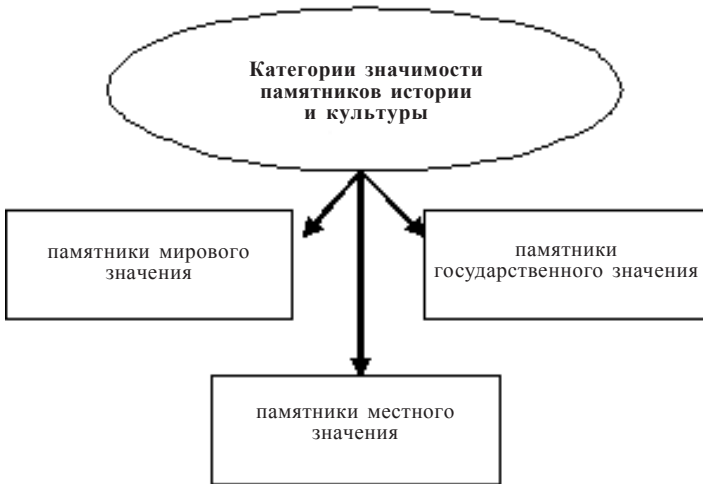 Категории значимости
памятников истории
и культуры
памятники мирового
значения
памятники
государственного значения
памятники местного
значения